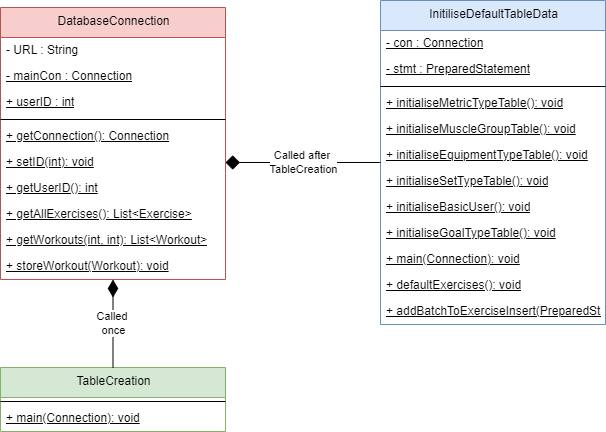 DatabaseConnection
- URL : String
- mainCon : Connection
+ userID : int
+ getConnection(): Connection
+ setID(int): void
+ getUserID(): int
+ getAllExercises(): List<Exercise>
+ getWorkouts(int, int): List<Workout>
+ storeWorkout(Workout): void
Called after
TableCreation
InitiliseDefaultTableData
- con : Connection
- stmt : PreparedStatement
+ initialiseMetricTypeTable(): void
+ initialiseMuscleGroupTable(): void
+ initialiseEquipmentTypeTable(): void
+ initialiseSetTypeTable(): void
+ initialiseBasicUser(): void
+ initialiseGoalTypeTable(): void
+ main(Connection): void
+ defaultExercises(): void
+ addBatchToExerciseInsert(PreparedSt
Called
once
TableCreation
+ main(Connection): void